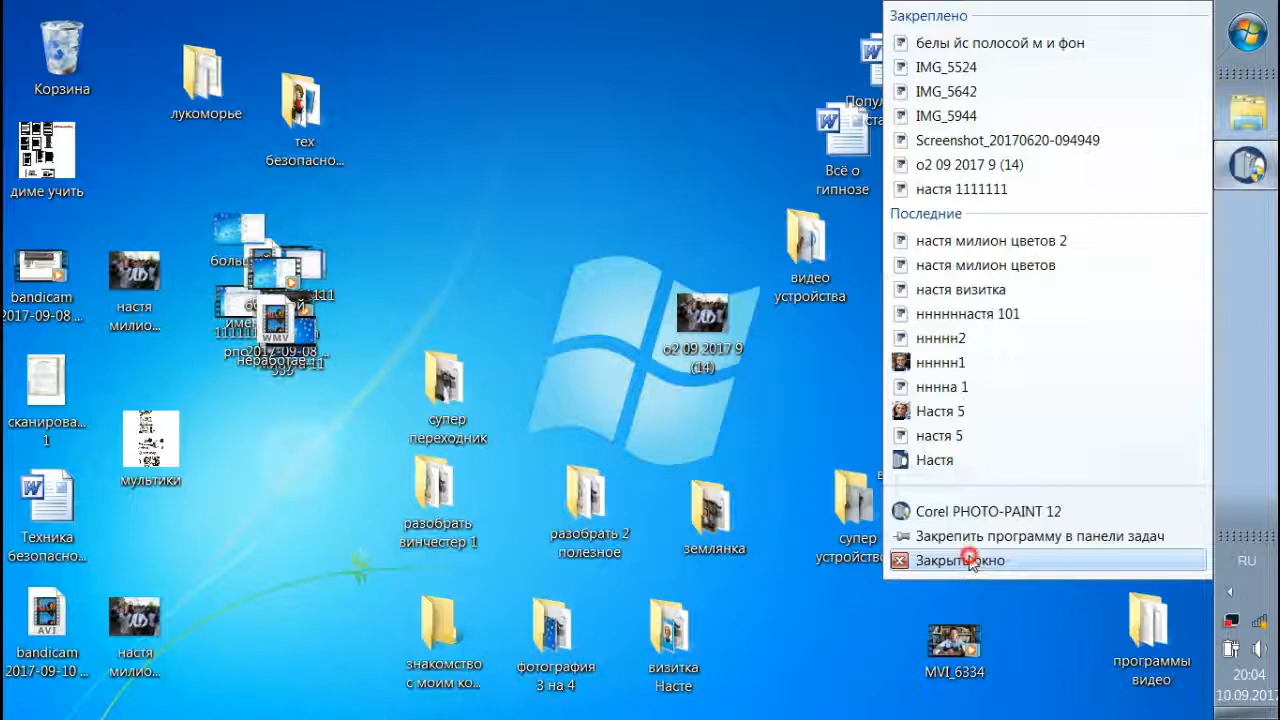 Корзина
лукоморье
тех
безопасно...
диме учить
bandicam
2017-09-08 ...
настя
милио...
сканирова...
1
мультики
Техника
безопасно...
bandicam
2017-09-10 ...
настя
милио...
супер
переходник
разобрать
винчестер 1
разобрать 2
полезное
землянка
знакомство
с моим ко...
фотография
3 на 4
визитка
Насте
о2 09 2017 9
(14)
видео
устройства
Всё о
гипнозе
супер
устройство
MVI_6334
программы
видео
Закреплено
белы йс полосой м и фон
IMG_5524
IMG_5642
IMG_5944
Screenshot_20170620-094949
о2 09 2017 9 (14)
настя 1111111
Последние
настя милион цветов 2
настя милион цветов
настя визитка
ннннннастя 101
ннннн2
ннннн1
нннна 1
Настя 5
настя 5
Настя
Corel PHOTO-PAINT 12
Закрепить программу в панели задач
Закрыть окно
RU
20:04
10.09.2017